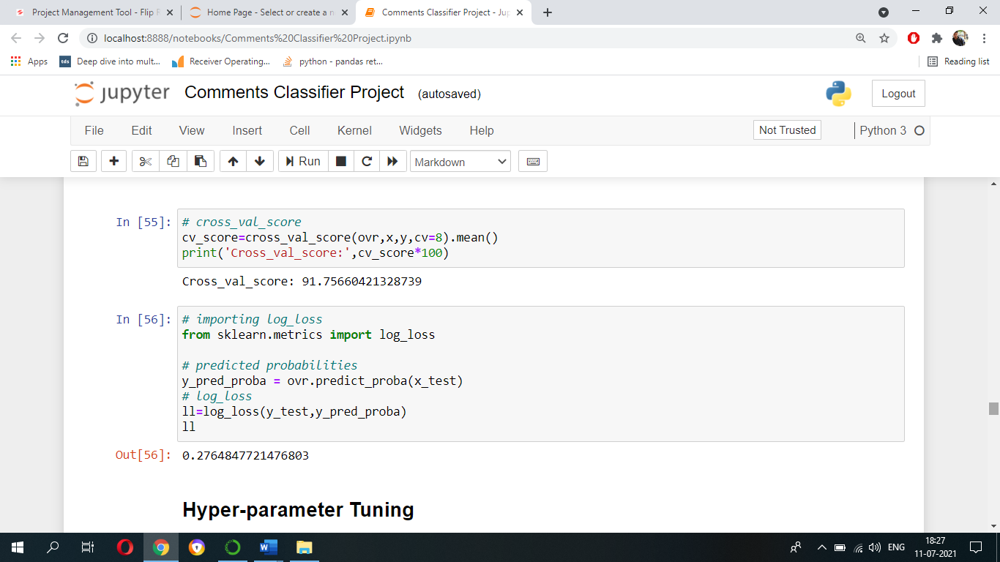 Project Management Tool - Flip R
Home Page - Select or create a n
Comments Classifier Project - Jup
localhost:8888/notebooks/Comments%20Classifier%20Project.ipynb
Apps
tds
Deep dive into mult...
Receiver Operating...
python - pandas ret...
Reading list
jupyter
Comments Classifier Project
(autosaved)
Logout
File
Edit
View
Insert
Cell
Kernel
Widgets
Help
Not Trusted
Python 3
Run
Markdown
In [55]:
# cross_val_score
cv_score=cross_val_score(ovr,x,y,cv=8).mean()
print('Cross_val_score:',cv_score*100)
Cross_val_score: 91.75660421328739
In [56]:
# importing log_loss
from sklearn.metrics import log_loss
# predicted probabilities
y_pred_proba = ovr.predict_proba(x_test)
# log_loss
ll=log_loss(y_test,y_pred_proba)
ll
Out[56]:
0.2764847721476803
Hyper-parameter Tuning
ENG
18:27
11-07-2021